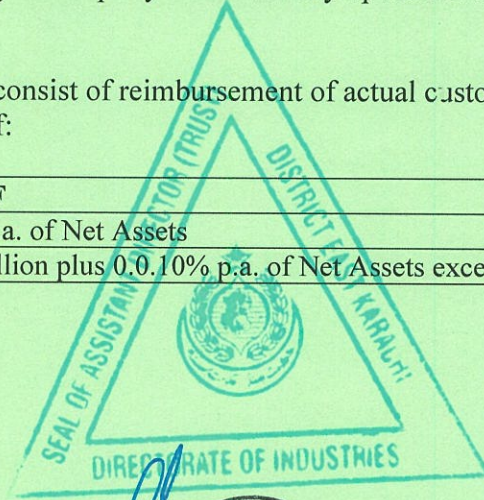 consist of reimbursement of actual custo
f:
F
a. of Net Assets
llion plus 0.0.10% p.a. of Net Assets exce
SEAL OF ASSISTANT DIRECTOR (TRUST)
DISTRICT EAST KARACHI
DIRECTORATE OF INDUSTRIES